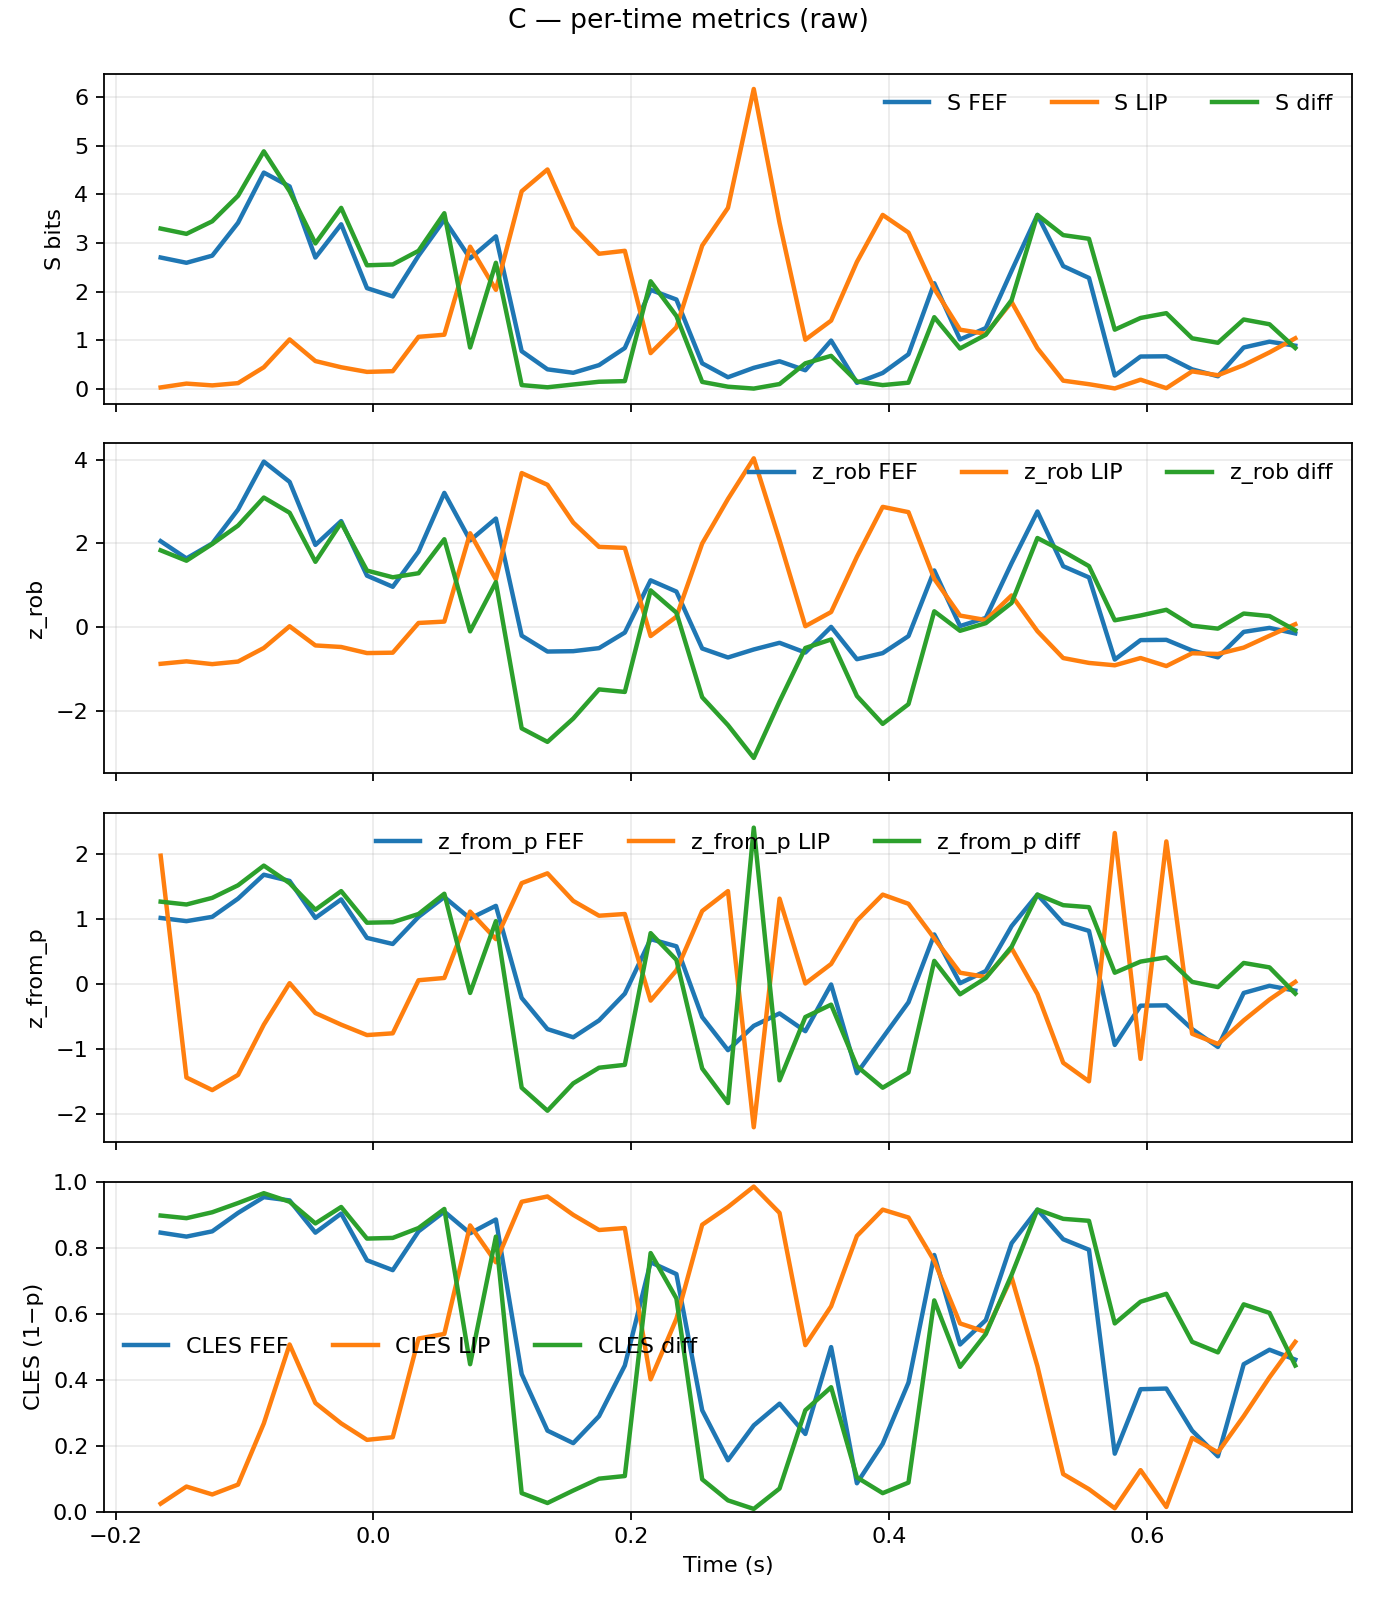 C — per-time metrics (raw)
S FEF S LIP S diff
6
5
4
3
2
1
0
S bits
z_rob FEF z_rob LIP z_rob diff
4
2
0
−2
z_rob
z_from_p FEF z_from_p LIP z_from_p diff
2
1
0
−1
−2
z_from_p
1.0
0.8
0.6
CLES FEF CLES LIP CLES diff
0.4
0.2
0.0
CLES (1−p)
−0.2 0.0 0.2 0.4 0.6
Time (s)